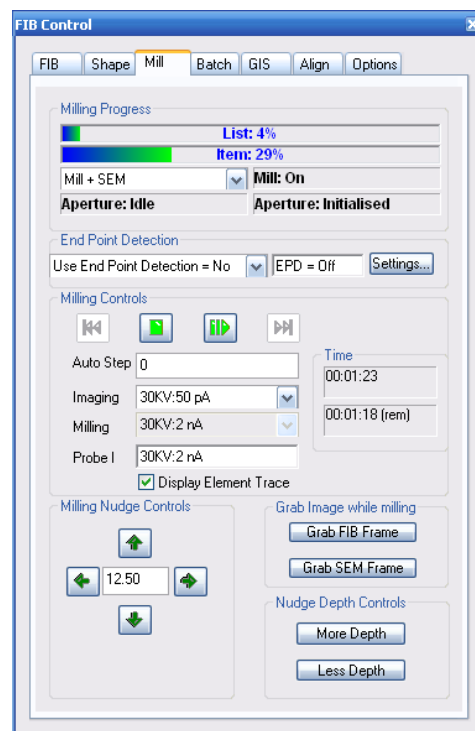 FIB Control
FIB Shape Mill Batch GIS Align Options
Milling Progress
List: 4%
Item: 29%
Mill + SEM Mill: On
Aperture: Idle Aperture: Initialised
End Point Detection
Use End Point Detection = No EPD = Off Settings...
Milling Controls
Auto Step 0
Imaging 30KV:50 pA
Milling 30KV:2 nA
Probe I 30KV:2 nA
Display Element Trace
Time
00:01:23
00:01:18 (rem)
Milling Nudge Controls
12.50
Grab Image while milling
Grab FIB Frame
Grab SEM Frame
Nudge Depth Controls
More Depth
Less Depth